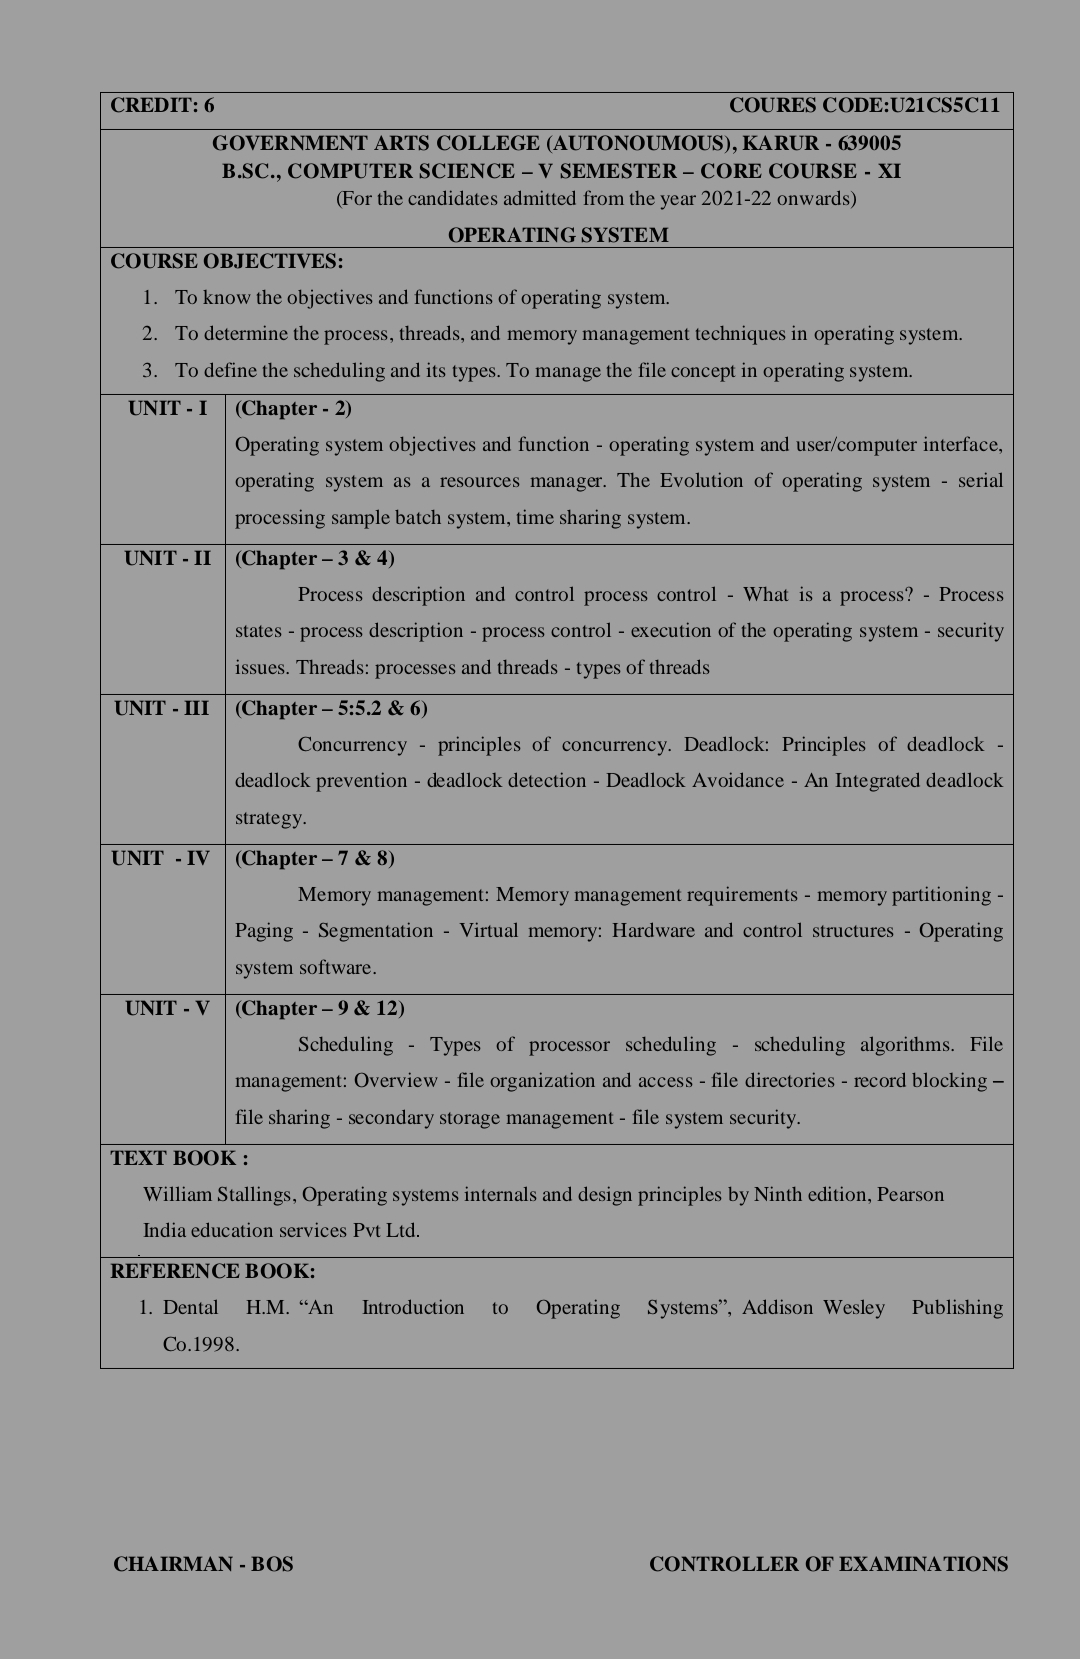 CREDIT: 6 COURES CODE:U21CS5C11
GOVERNMENT ARTS COLLEGE (AUTONOUMOUS), KARUR - 639005
B.SC., COMPUTER SCIENCE – V SEMESTER – CORE COURSE - XI
(For the candidates admitted from the year 2021-22 onwards)
OPERATING SYSTEM
COURSE OBJECTIVES:
1. To know the objectives and functions of operating system.
2. To determine the process, threads, and memory management techniques in operating system.
3. To define the scheduling and its types. To manage the file concept in operating system.
UNIT - I (Chapter - 2)
Operating system objectives and function - operating system and user/computer interface,
operating system as a resources manager. The Evolution of operating system - serial
processing sample batch system, time sharing system.
UNIT - II (Chapter – 3 & 4)
Process description and control process control - What is a process? - Process
states - process description - process control - execution of the operating system - security
issues. Threads: processes and threads - types of threads
UNIT - III (Chapter – 5:5.2 & 6)
Concurrency - principles of concurrency. Deadlock: Principles of deadlock -
deadlock prevention - deadlock detection - Deadlock Avoidance - An Integrated deadlock
strategy.
UNIT - IV (Chapter – 7 & 8)
Memory management: Memory management requirements - memory partitioning -
Paging - Segmentation - Virtual memory: Hardware and control structures - Operating
system software.
UNIT - V (Chapter – 9 & 12)
Scheduling - Types of processor scheduling - scheduling algorithms. File
management: Overview - file organization and access - file directories - record blocking –
file sharing - secondary storage management - file system security.
TEXT BOOK :
William Stallings, Operating systems internals and design principles by Ninth edition, Pearson
India education services Pvt Ltd.
.
REFERENCE BOOK:
1. Dental H.M. “An Introduction to Operating Systems”, Addison Wesley Publishing
Co.1998.
CHAIRMAN - BOS CONTROLLER OF EXAMINATIONS